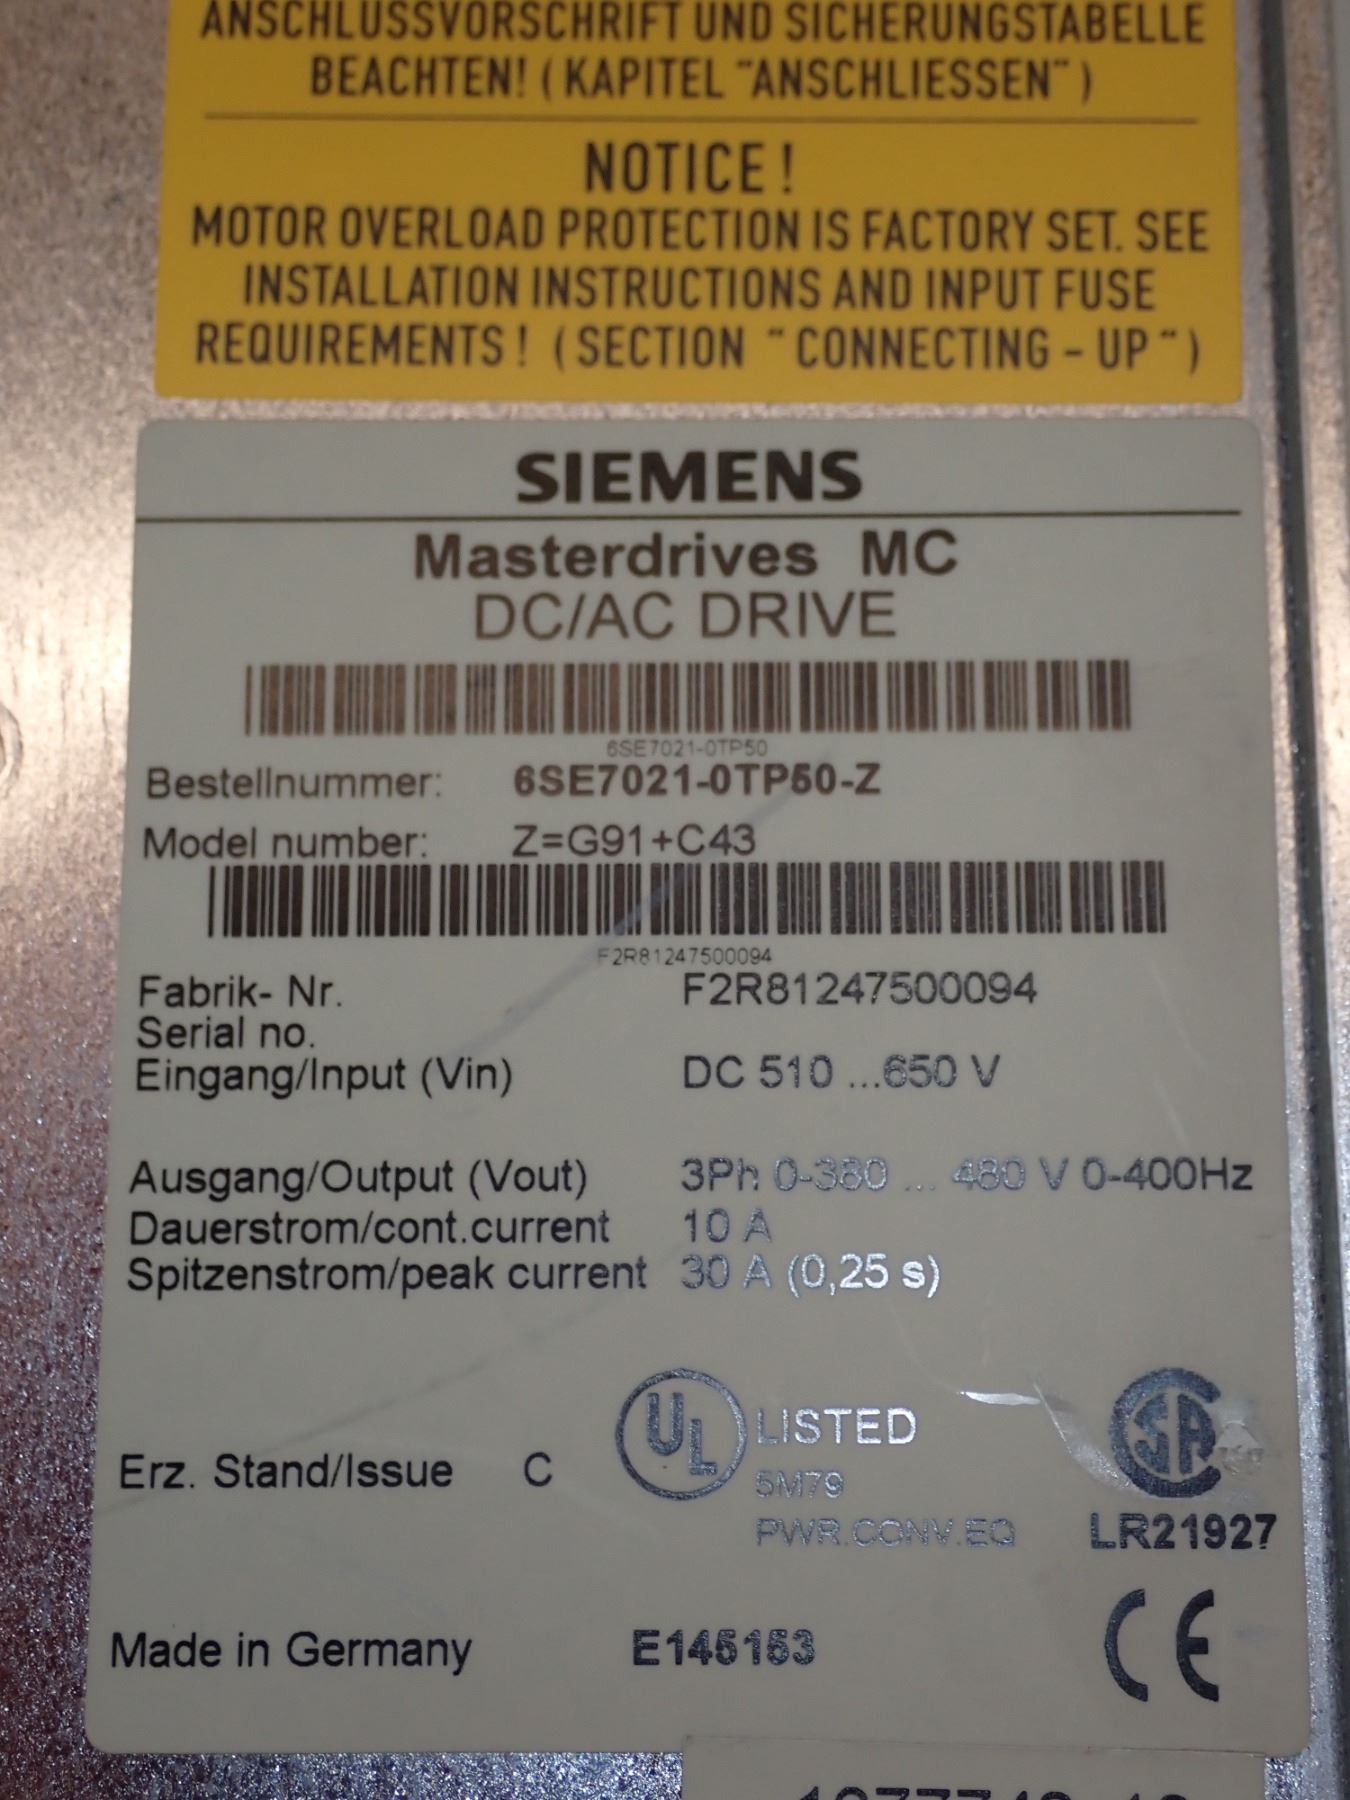 ANSCHLUSSVORSCHRIFT UND SICHERUNGSTABELLE
BEACHTEN! ( KAPITEL "ANSCHLIESSEN" )
NOTICE !
MOTOR OVERLOAD PROTECTION IS FACTORY SET. SEE
INSTALLATION INSTRUCTIONS AND INPUT FUSE
REQUIREMENTS ! ( SECTION " CONNECTING - UP " )
SIEMENS
Masterdrives MC
DC/AC DRIVE
6SE7021-0TP50
Bestellnummer: 6SE7021-0TP50-Z
Model number: Z=G91+C43
F2R81247500094
Fabrik- Nr. F2R81247500094
Serial no.
Eingang/Input (Vin) DC 510 ...650 V
Ausgang/Output (Vout) 3Ph 0-380 ... 480 V 0-400Hz
Dauerstrom/cont.current 10 A
Spitzenstrom/peak current 30 A (0,25 s)
UL LISTED SA
5M79
Erz. Stand/Issue C
PWR.CONV.EQ LR21927
Made in Germany E145153 CE